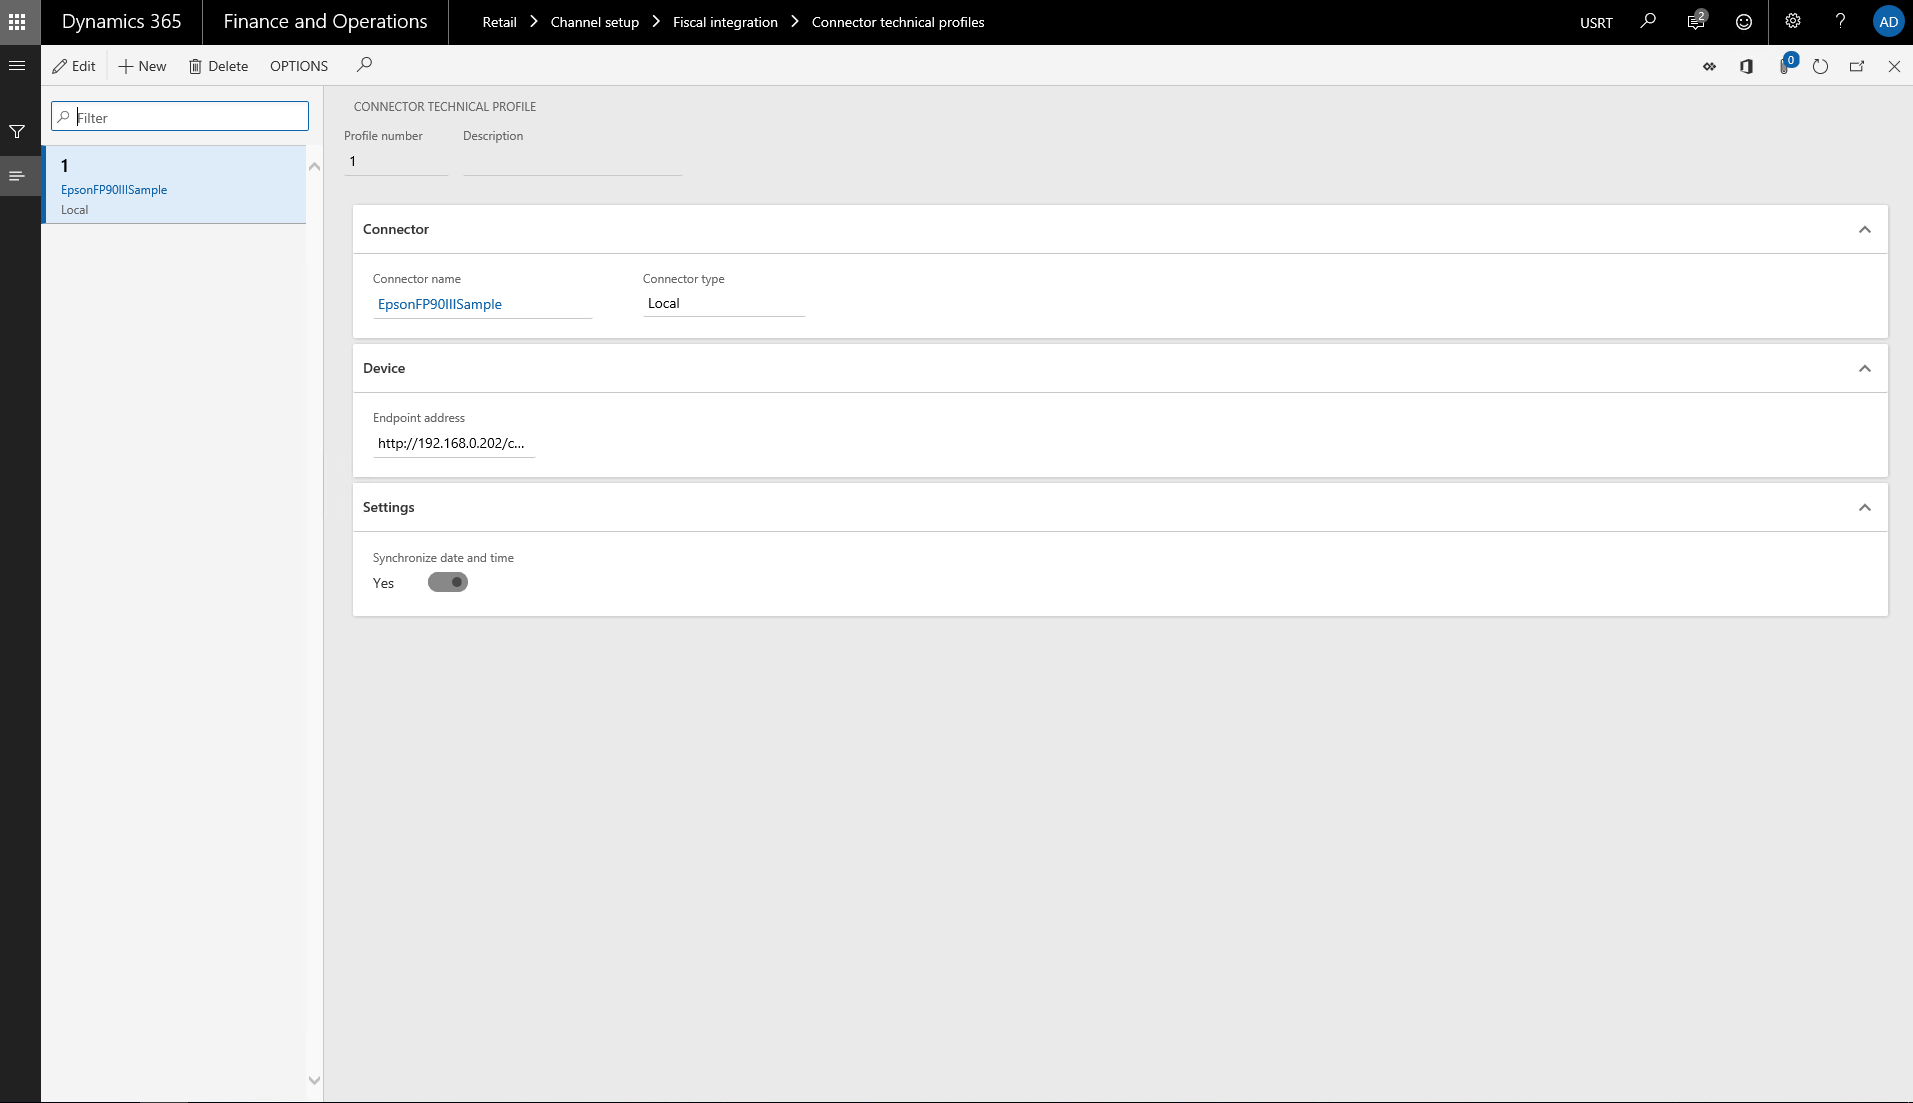 Dynamics 365
Finance and Operations
Retail > Channel setup > Fiscal integration > Connector technical profiles
USRT
2
?
AD
Edit
New
Delete
OPTIONS
0
Filter
1
EpsonFP90IIISample
Local
CONNECTOR TECHNICAL PROFILE
Profile number
Description
1
Connector
Connector name
Connector type
EpsonFP90IIISample
Local
Device
Endpoint address
http://192.168.0.202/c...
Settings
Synchronize date and time
Yes